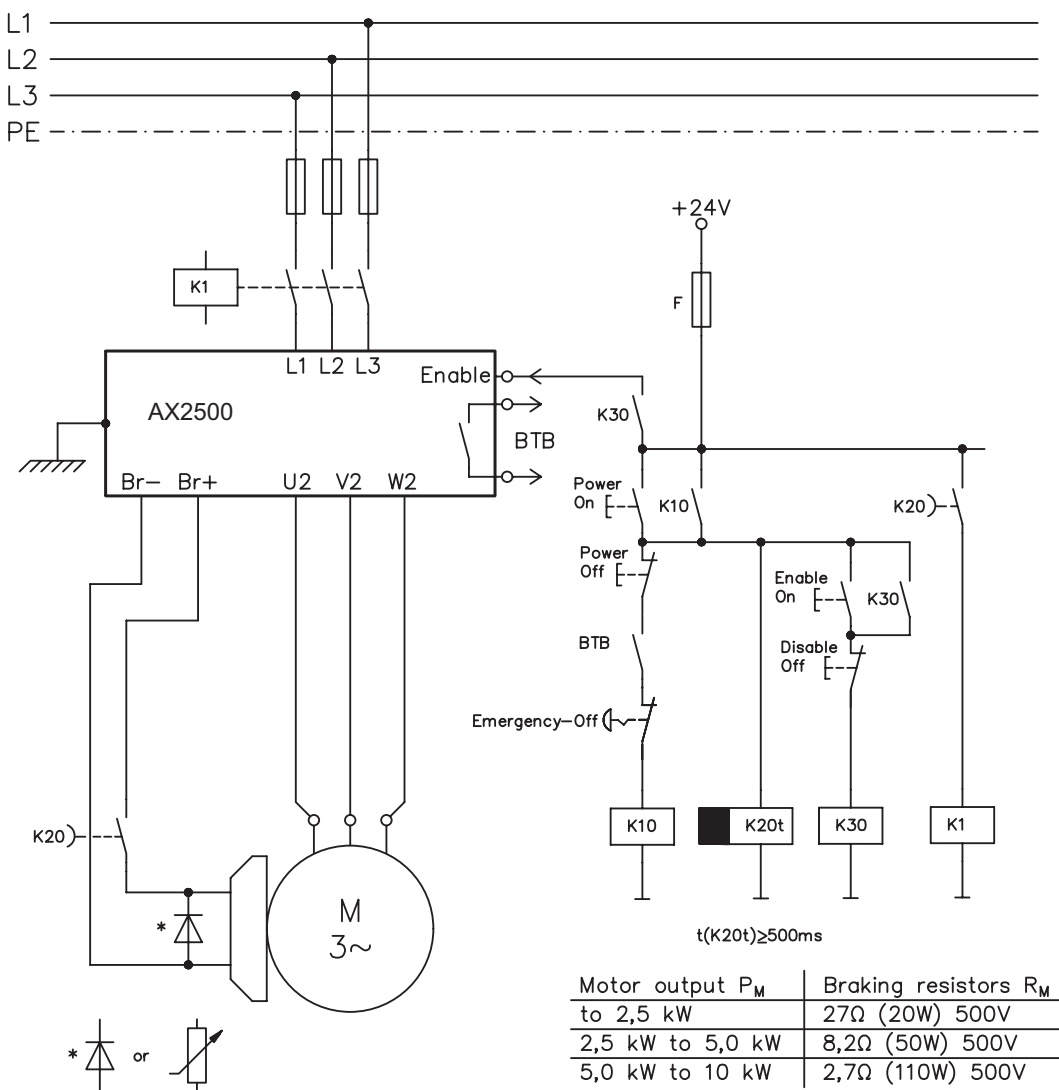 L1
L2
L3
PE
+24V
F
K1
L1 L2 L3
Enable
AX2500
BTB
Br− Br+ U2 V2 W2
K30
Power
On
K10
K20
Power
Off
Enable
On
K30
BTB
Disable
Off
Emergency−Off
K10
K20t
K30
K1
K20
M
3~
*
t(K20t)≥500ms
Motor output PM Braking resistors RM
to 2,5 kW 27Ω (20W) 500V
2,5 kW to 5,0 kW 8,2Ω (50W) 500V
5,0 kW to 10 kW 2,7Ω (110W) 500V
* or